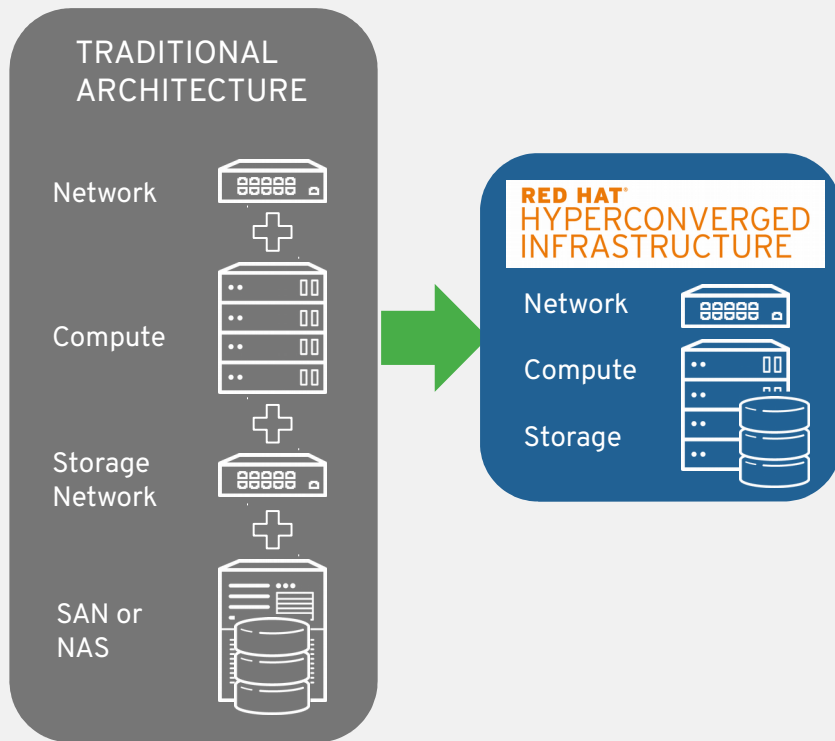 TRADITIONAL
ARCHITECTURE
Network
Compute
Storage
Network
SAN or
NAS
RED HAT®
HYPERCONVERGED
INFRASTRUCTURE
Network
Compute
Storage